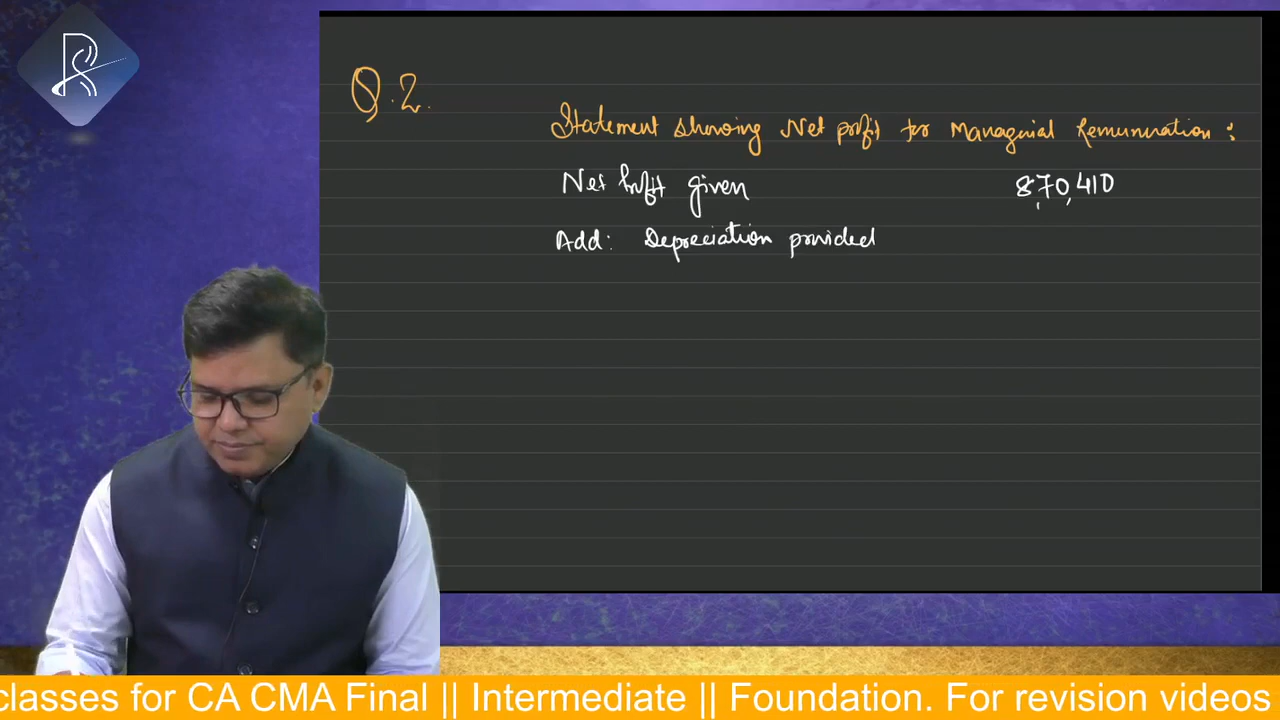 Q.2.
Statement showing Net profit for Managerial Remuneration :
Net Profit given 8,70,410
Add: Depreciation provided
classes for CA CMA Final || Intermediate || Foundation. For revision videos